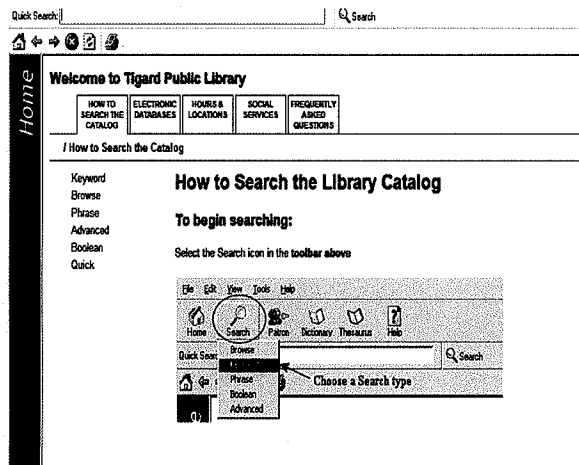 Quick Search:
Search
Home
Welcome to Tigard Public Library
HOW TO SEARCH THE CATALOG
ELECTRONIC DATABASES
HOURS & LOCATIONS
SOCIAL SERVICES
FREQUENTLY ASKED QUESTIONS
/ How to Search the Catalog
Keyword
Browse
Phrase
Advanced
Boolean
Quick
How to Search the Library Catalog
To begin searching:
Select the Search icon in the toolbar above
File Edit View Tools Help
Home Search Patron Dictionary Thesaurus Help
Quick Sear
Search
Browse
Phrase
Boolean
Advanced
Choose a Search type